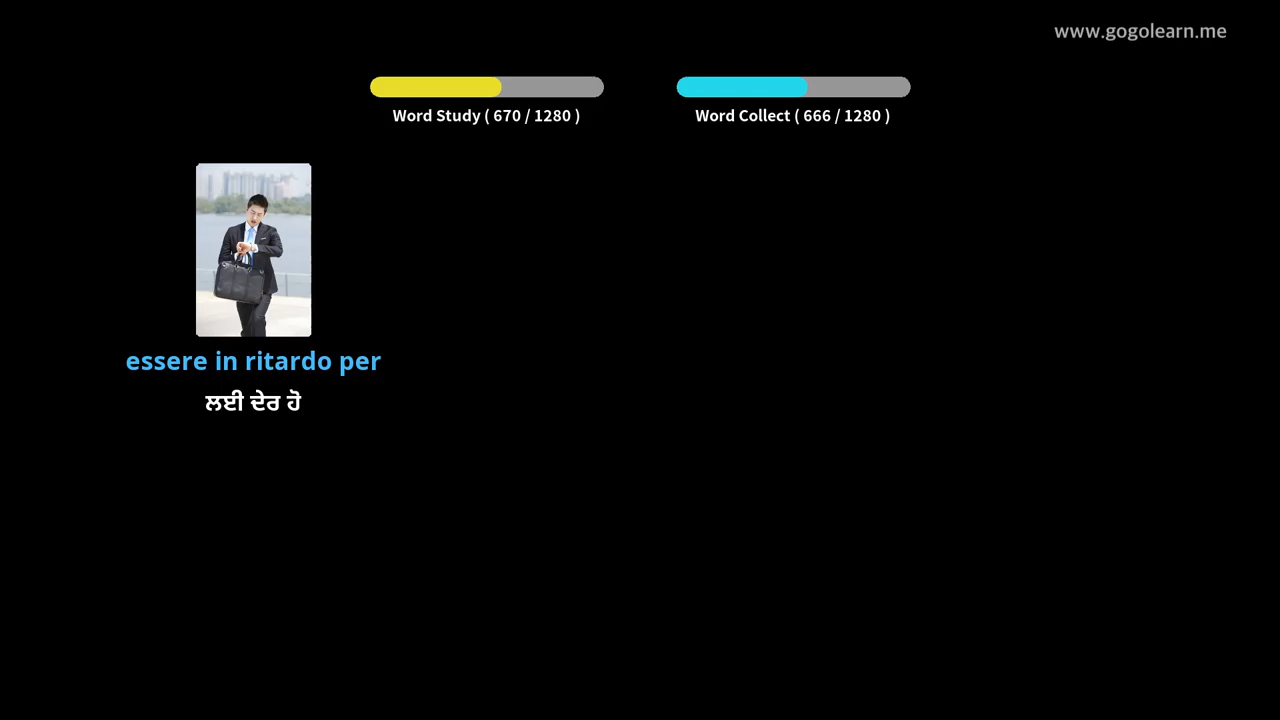 www.gogolearn.me
Word Study ( 670 / 1280 )
Word Collect ( 666 / 1280 )
essere in ritardo per
ਲਈ ਦੇਰ ਹੋ